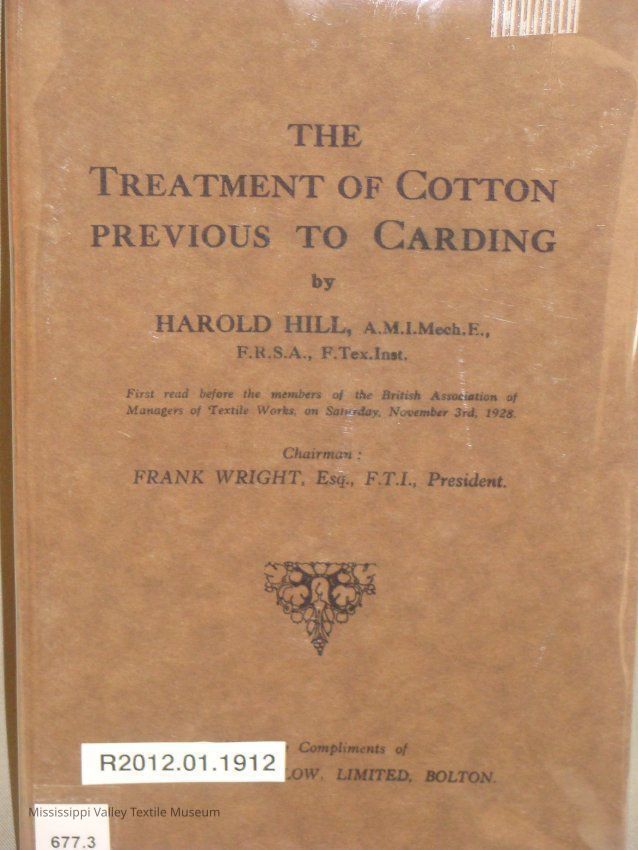 THE
TREATMENT OF COTTON
PREVIOUS TO CARDING
by
HAROLD HILL, A.M.I.Mech.E.,
F.R.S.A., F.Tex.Inst.
First read before the members of the British Association of
Managers of Textile Works, on Saturday, November 3rd, 1928.
Chairman :
FRANK WRIGHT, Esq., F.T.I., President.
Compliments of
R2012.01.1912
LIMITED, BOLTON.
Mississippi Valley Textile Museum
677.3